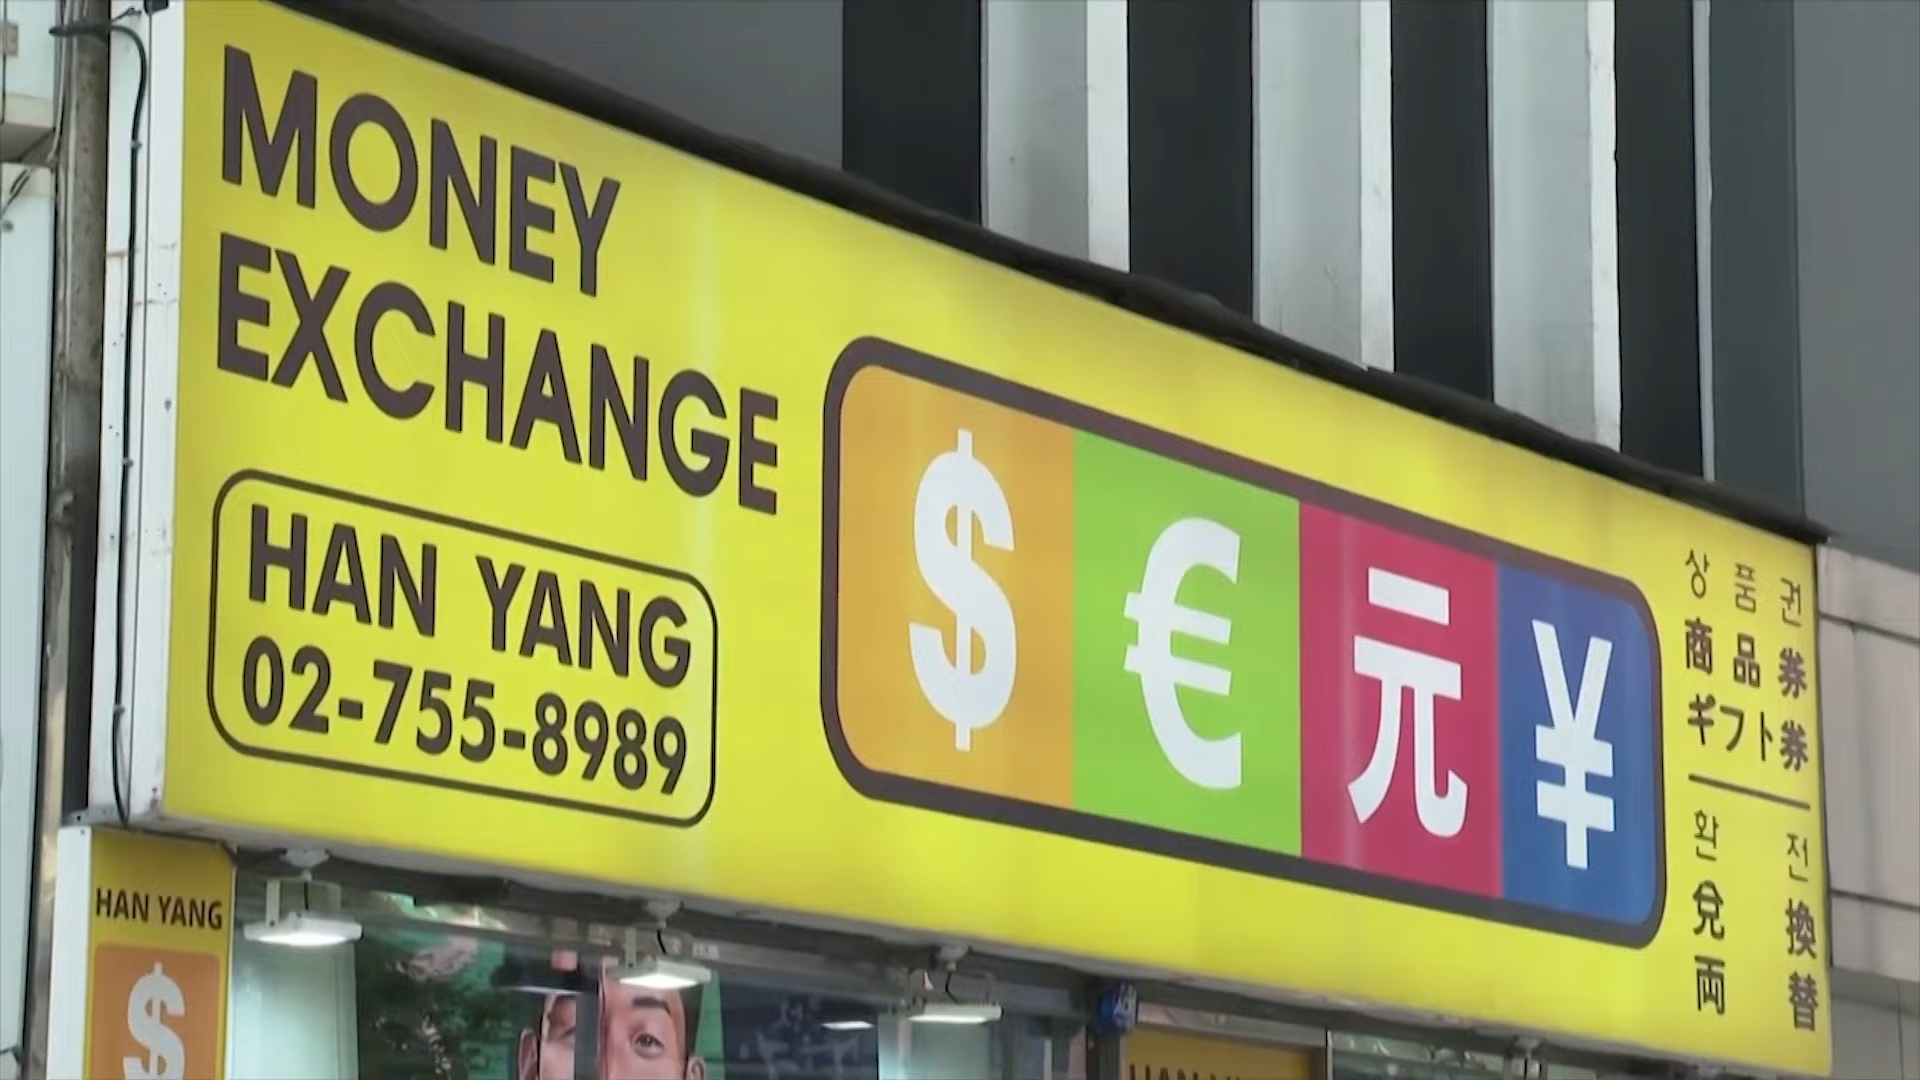 MONEY
EXCHANGE
HAN YANG
02-755-8989
$ € 元 ¥
상품권
商品券
ギフト券
환전
兌換
両替
HAN YANG
$